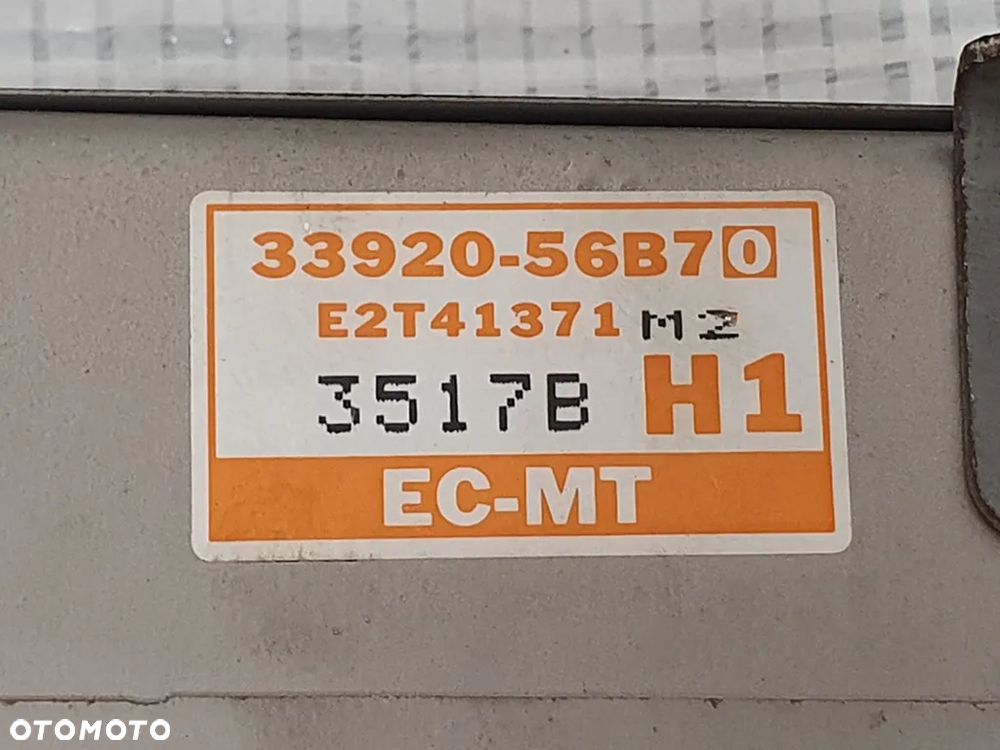 33920-56B70
E2T41371 M2
3517B H1
EC-MT
OTOMOTO